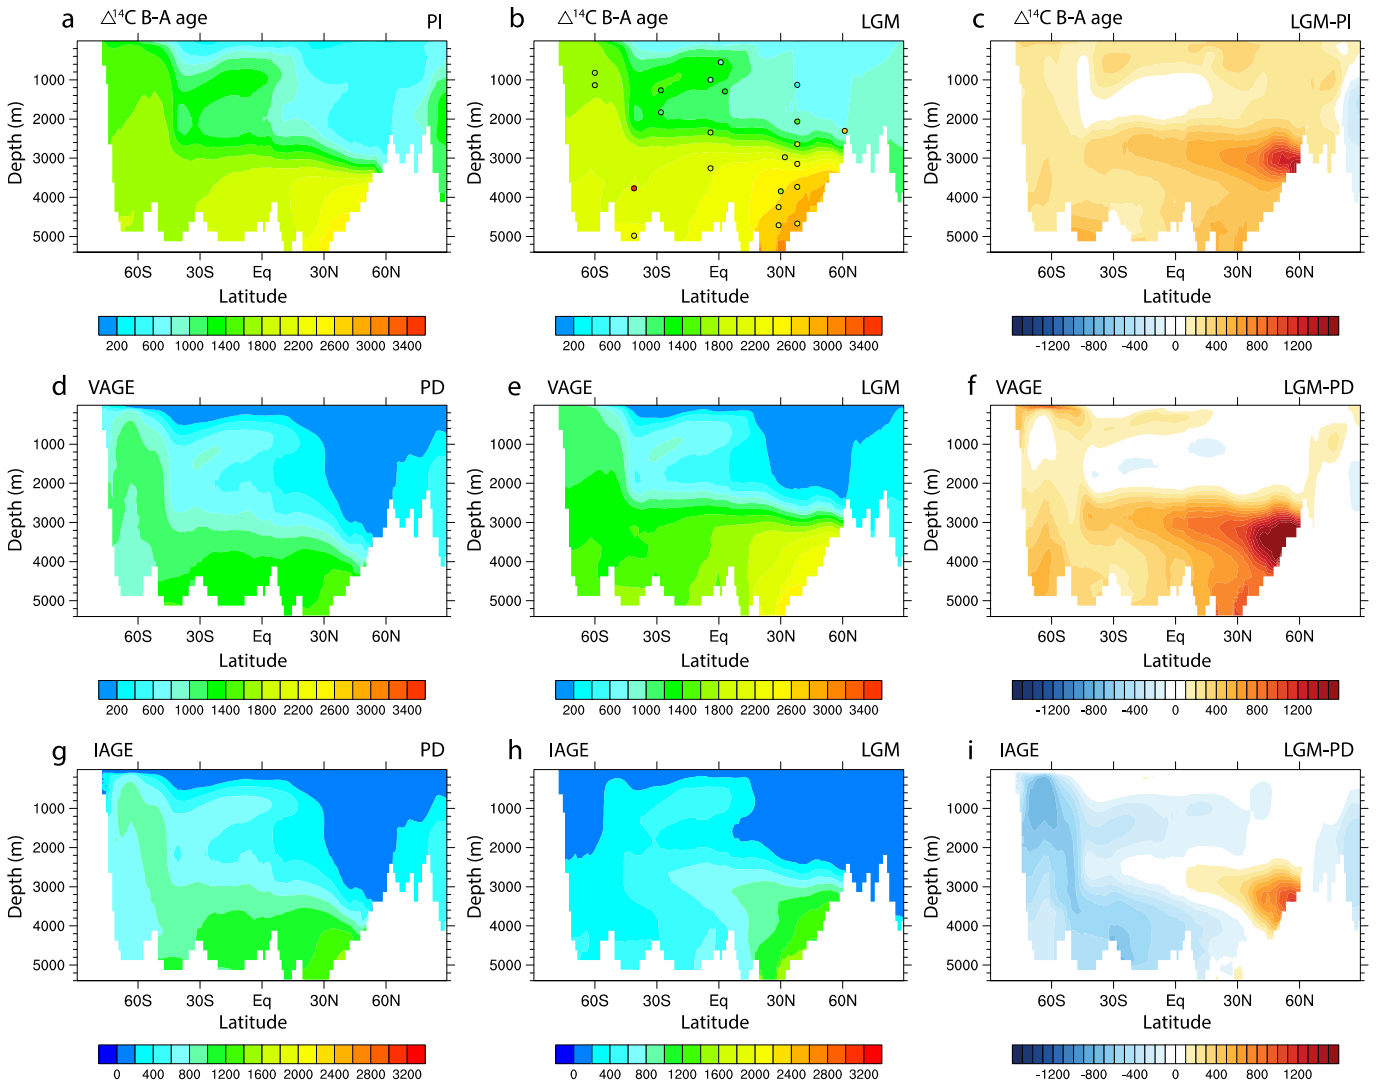 a △¹⁴C B-A age PI
b △¹⁴C B-A age LGM
c △¹⁴C B-A age LGM-PI
Depth (m)
1000
2000
3000
4000
5000
60S 30S Eq 30N 60N
Latitude
200 600 1000 1400 1800 2200 2600 3000 3400
Depth (m)
1000
2000
3000
4000
5000
60S 30S Eq 30N 60N
Latitude
200 600 1000 1400 1800 2200 2600 3000 3400
Depth (m)
1000
2000
3000
4000
5000
60S 30S Eq 30N 60N
Latitude
-1200 -400 0 400 1200
d VAGE PD
e VAGE LGM
f VAGE LGM-PD
Depth (m)
1000
2000
3000
4000
5000
60S 30S Eq 30N 60N
Latitude
200 600 1000 1400 1800 2200 2600 3000 3400
Depth (m)
1000
2000
3000
4000
5000
60S 30S Eq 30N 60N
Latitude
200 600 1000 1400 1800 2200 2600 3000 3400
Depth (m)
1000
2000
3000
4000
5000
60S 30S Eq 30N 60N
Latitude
-1200 -400 0 400 1200
g IAGE PD
h IAGE LGM
i IAGE LGM-PD
Depth (m)
1000
2000
3000
4000
5000
60S 30S Eq 30N 60N
Latitude
0 400 800 1200 1600 2000 2400 2800 3200
Depth (m)
1000
2000
3000
4000
5000
60S 30S Eq 30N 60N
Latitude
0 400 800 1200 1600 2000 2400 2800 3200
Depth (m)
1000
2000
3000
4000
5000
60S 30S Eq 30N 60N
Latitude
-1200 -400 0 400 1200